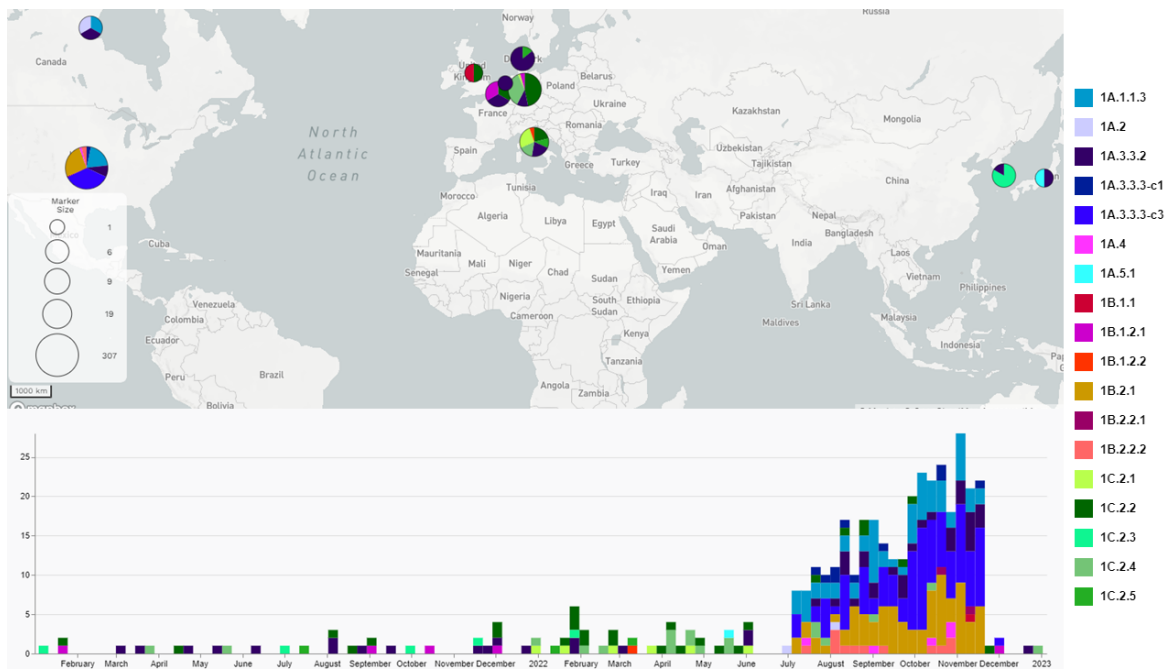 Russia
Norway
Canada
Denmark
United
Kingdom
Belarus
Poland
Ukraine
France
Romania
Kazakhstan
Mongolia
North
Atlantic
Ocean
Spain
Greece
Turkey
Uzbekistan
Tajikistan
China
Tunisia
Morocco
Iraq
Iran
Afghanistan
Marker
Size
1
6
9
19
307
Algeria
Libya
Egypt
Pakistan
Nepal
Saudi
Arabia
Bangladesh
Cuba
Oman
India
Mauritania
Mali
Niger
Chad
Sudan
Yemen
Laos
Senegal
Vietnam
Philippines
Nigeria
South
Sudan
Ethiopia
Venezuela
Cameroon
Sri Lanka
Colombia
Maldives
Malaysia
Kenya
Ecuador
Indonesia
Tanzania
Peru
Brazil
Angola
Zambia
Bolivia
1000 km
1A.1.1.3
1A.2
1A.3.3.2
1A.3.3.3-c1
1A.3.3.3-c3
1A.4
1A.5.1
1B.1.1
1B.1.2.1
1B.1.2.2
1B.2.1
1B.2.2.1
1B.2.2.2
1C.2.1
1C.2.2
1C.2.3
1C.2.4
1C.2.5
25
20
15
10
5
0
February March April May June July August September October November December 2022 February March April May June July August September October November December 2023